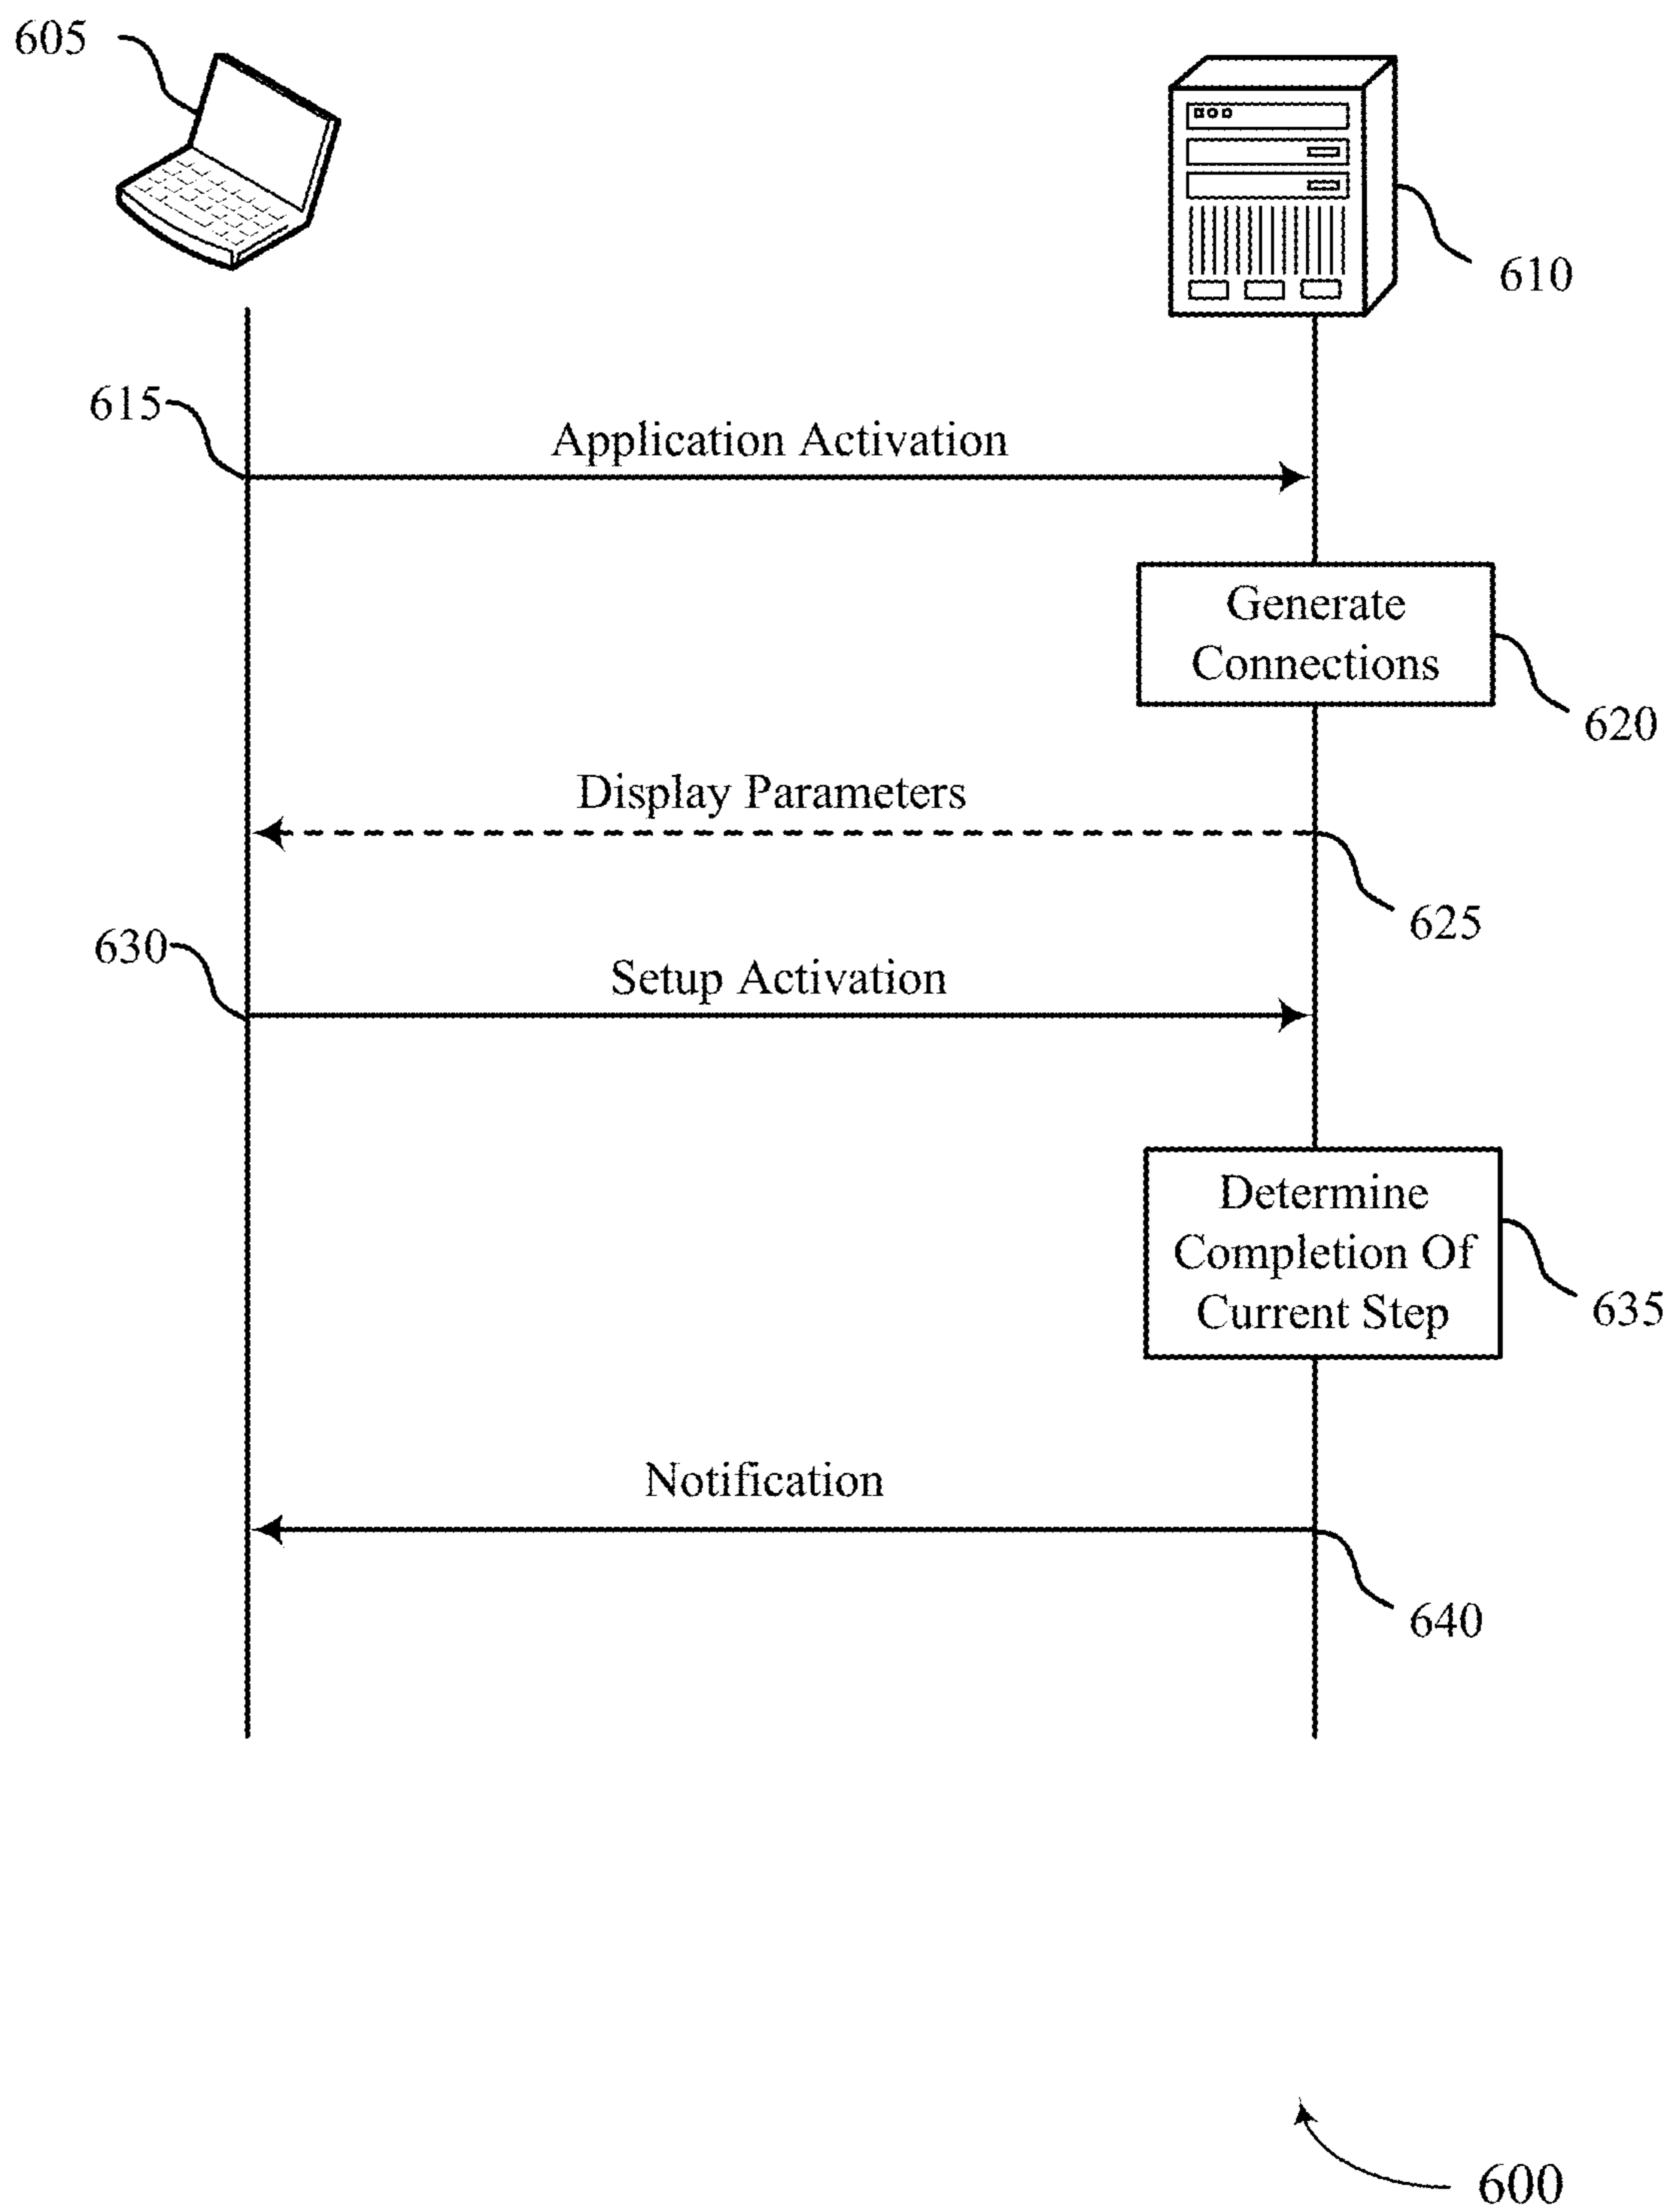 605
610
615
Application Activation
Generate
Connections
620
Display Parameters
625
630
Setup Activation
Determine
Completion Of
Current Step
635
Notification
640
600